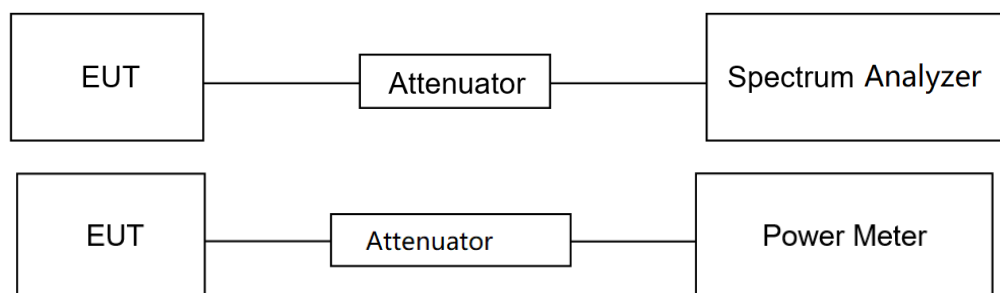 EUT
Attenuator
Spectrum Analyzer
EUT
Attenuator
Power Meter